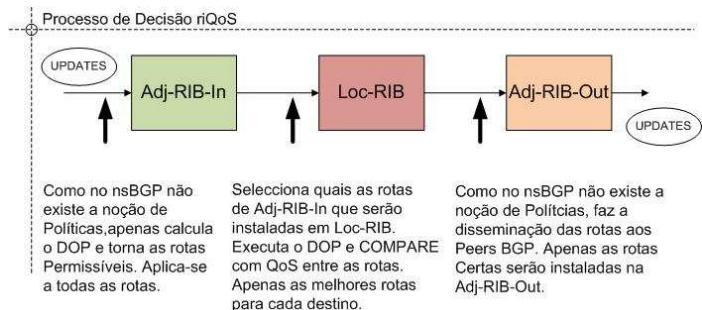 Processo de Decisão riQoS
UPDATES
Adj-RIB-In
Loc-RIB
Adj-RIB-Out
UPDATES
Como no nsBGP não
existe a noção de
Políticas,apenas calcula
o DOP e torna as rotas
Permissíveis. Aplica-se
a todas as rotas.
Selecciona quais as rotas
de Adj-RIB-In que serão
instaladas em Loc-RIB.
Executa o DOP e COMPARE
com QoS entre as rotas.
Apenas as melhores rotas
para cada destino.
Como no nsBGP não existe a
noção de Polítcias, faz a
disseminação das rotas aos
Peers BGP. Apenas as rotas
Certas serão instaladas na
Adj-RIB-Out.